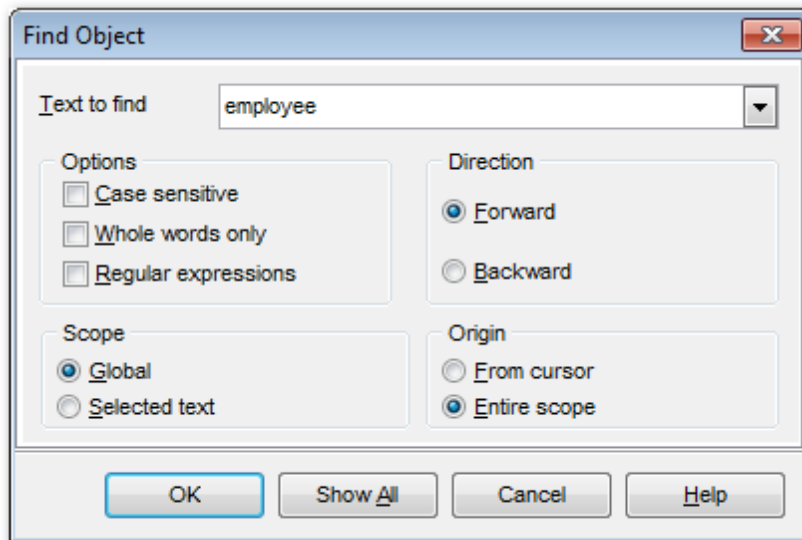 Find Object
Text to find employee
Options
Case sensitive
Whole words only
Regular expressions
Direction
Forward
Backward
Scope
Global
Selected text
Origin
From cursor
Entire scope
OK Show All Cancel Help